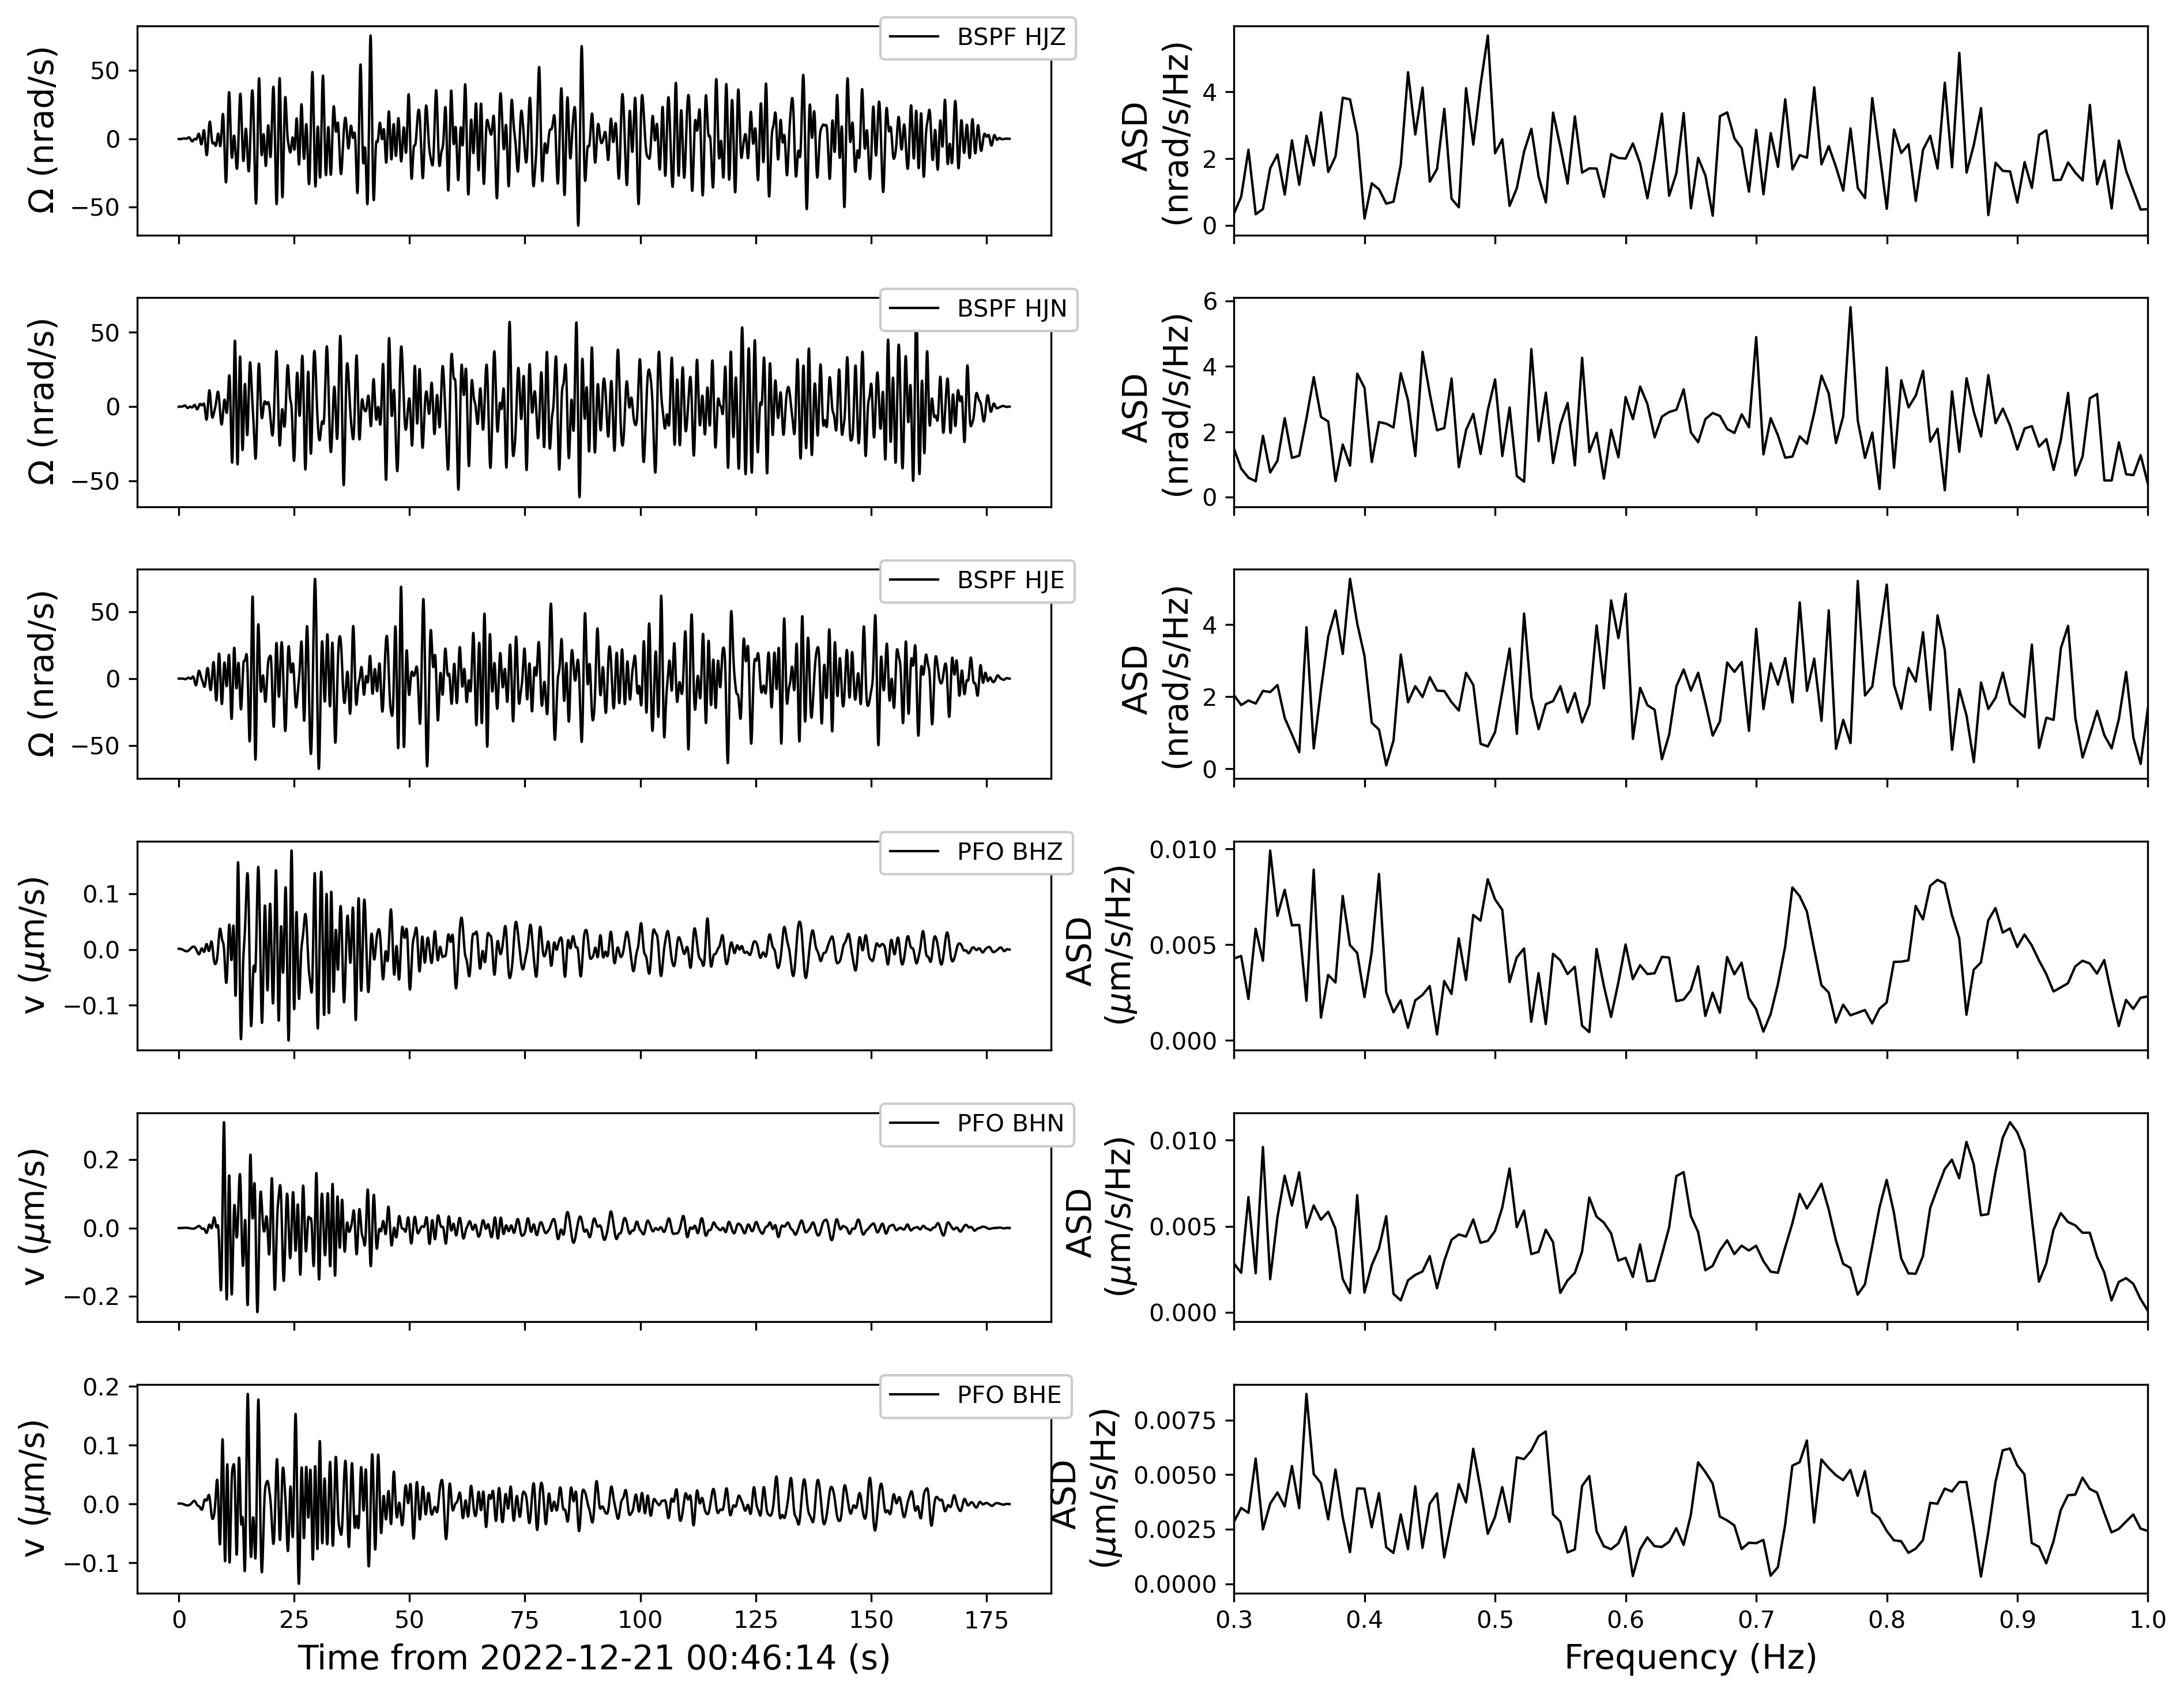 BSPF HJZ
Ω (nrad/s)
50
0
−50
ASD
(nrad/s/Hz)
4
2
0
BSPF HJN
Ω (nrad/s)
50
0
−50
ASD
(nrad/s/Hz)
6
4
2
0
BSPF HJE
Ω (nrad/s)
50
0
−50
ASD
(nrad/s/Hz)
4
2
0
PFO BHZ
v (μm/s)
0.1
0.0
−0.1
ASD
(μm/s/Hz)
0.010
0.005
0.000
PFO BHN
v (μm/s)
0.2
0.0
−0.2
ASD
(μm/s/Hz)
0.010
0.005
0.000
PFO BHE
v (μm/s)
0.2
0.1
0.0
−0.1
ASD
(μm/s/Hz)
0.0075
0.0050
0.0025
0.0000
0 25 50 75 100 125 150 175
Time from 2022-12-21 00:46:14 (s)
0.3 0.4 0.5 0.6 0.7 0.8 0.9 1.0
Frequency (Hz)